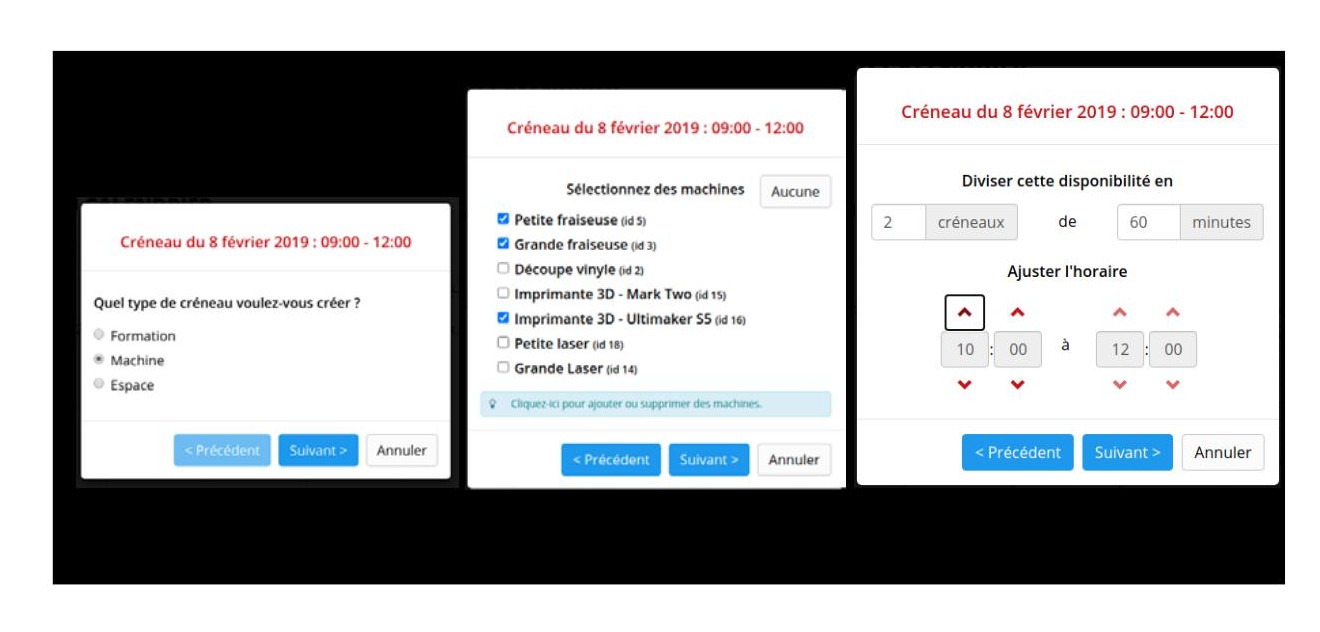 Créneau du 8 février 2019 : 09:00 - 12:00
Quel type de créneau voulez-vous créer ?
Formation
Machine
Espace
< Précédent Suivant > Annuler
Créneau du 8 février 2019 : 09:00 - 12:00
Sélectionnez des machines Aucune
Petite fraiseuse (id 5)
Grande fraiseuse (id 3)
Découpe vinyle (id 2)
Imprimante 3D - Mark Two (id 15)
Imprimante 3D - Ultimaker S5 (id 16)
Petite laser (id 18)
Grande Laser (id 14)
Cliquez-ici pour ajouter ou supprimer des machines.
< Précédent Suivant > Annuler
Créneau du 8 février 2019 : 09:00 - 12:00
Diviser cette disponibilité en
2 créneaux de 60 minutes
Ajuster l'horaire
10 : 00 à 12 : 00
< Précédent Suivant > Annuler